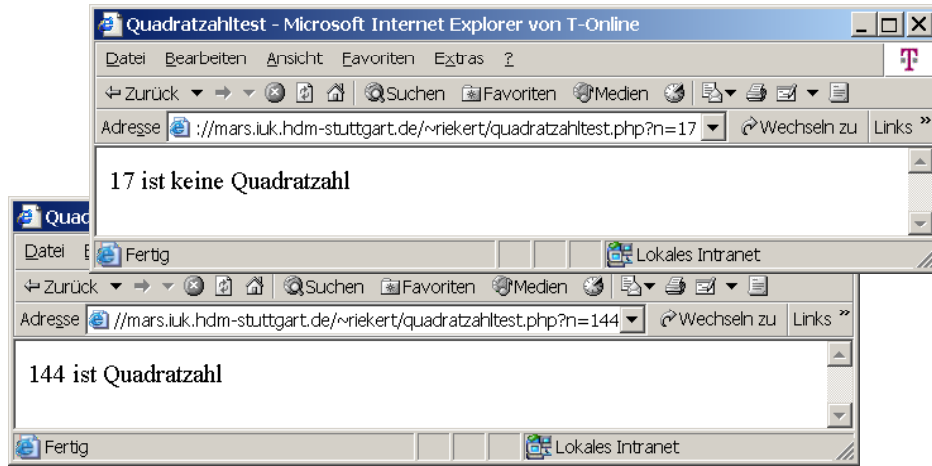 Quadratzahltest - Microsoft Internet Explorer von T-Online
Datei Bearbeiten Ansicht Favoriten Extras ?
Zurück Suchen Favoriten Medien
Adresse ://mars.iuk.hdm-stuttgart.de/~riekert/quadratzahltest.php?n=17 Wechseln zu Links »
17 ist keine Quadratzahl
Fertig Lokales Intranet
Quad
Datei
Zurück Suchen Favoriten Medien
Adresse //mars.iuk.hdm-stuttgart.de/~riekert/quadratzahltest.php?n=144 Wechseln zu Links »
144 ist Quadratzahl
Fertig Lokales Intranet